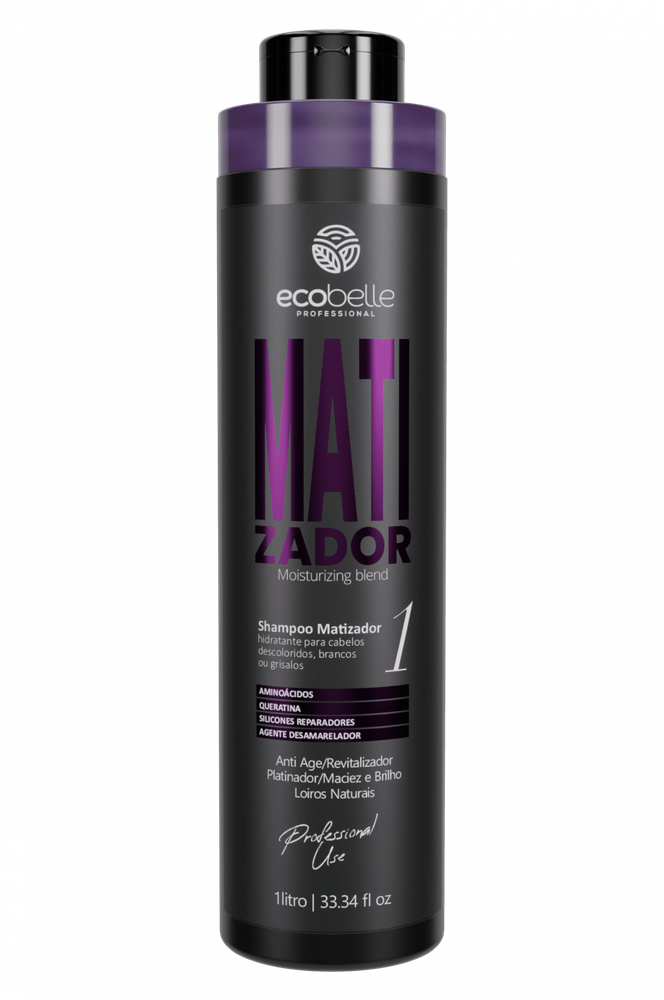 ecobelle
PROFESSIONAL
MATI
ZADOR
Moisturizing blend
Shampoo Matizador
hidratante para cabelos
descoloridos, brancos
ou grisalos
1
AMINOÁCIDOS
QUERATINA
SILICONES REPARADORES
AGENTE DESAMARELADOR
Anti Age/Revitalizador
Platinador/Maciez e Brilho
Loiros Naturais
Professional
Use
1litro | 33.34 fl oz